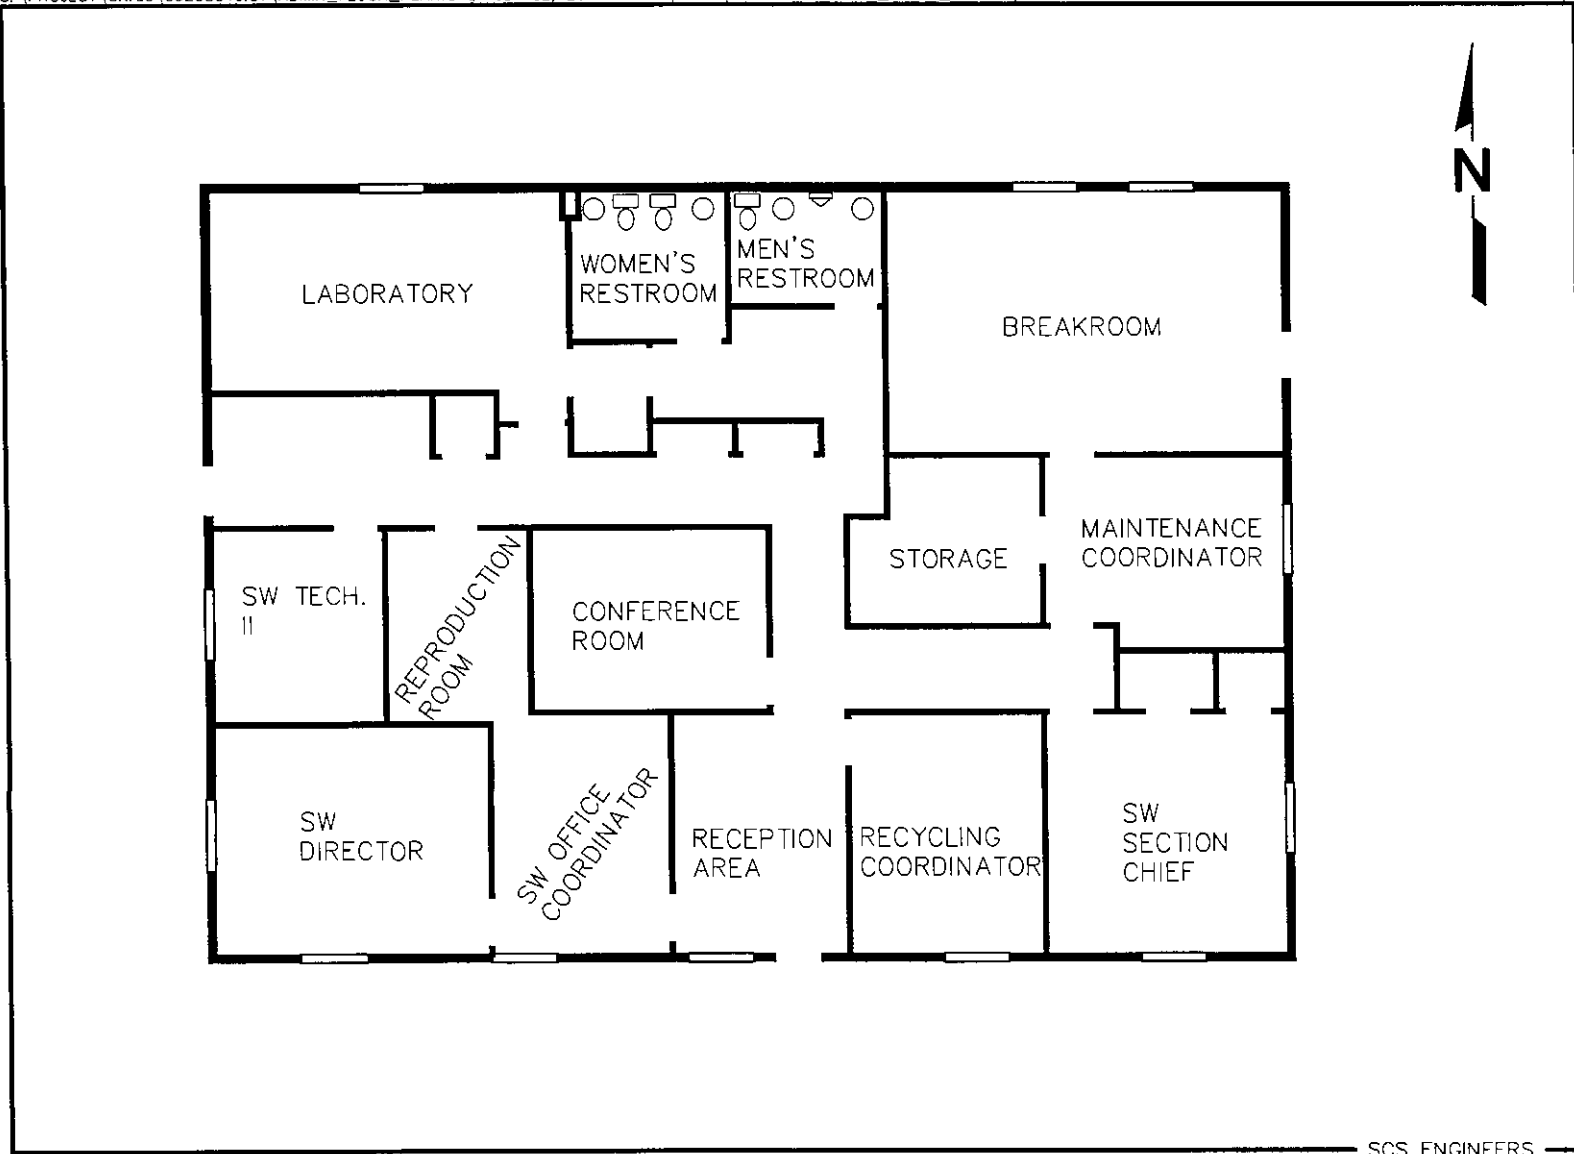 N
WOMEN'S
RESTROOM
MEN'S
RESTROOM
LABORATORY
BREAKROOM
MAINTENANCE
COORDINATOR
STORAGE
SW TECH.
II
REPRODUCTION
ROOM
CONFERENCE
ROOM
SW
DIRECTOR
SW OFFICE
COORDINATOR
RECEPTION
AREA
RECYCLING
COORDINATOR
SW
SECTION
CHIEF
SCS ENGINEERS